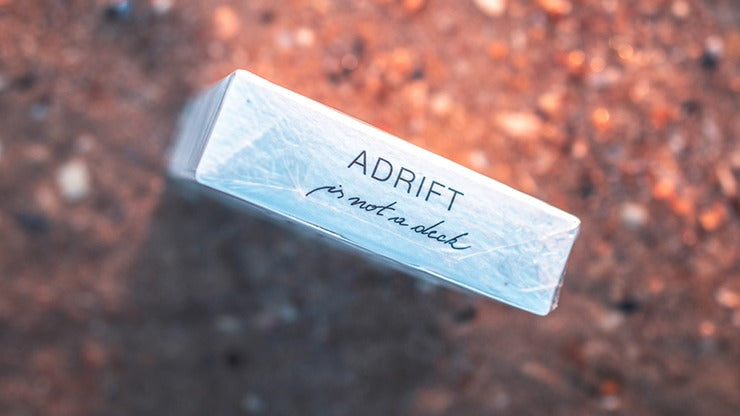 ADRIFT
is not a deck